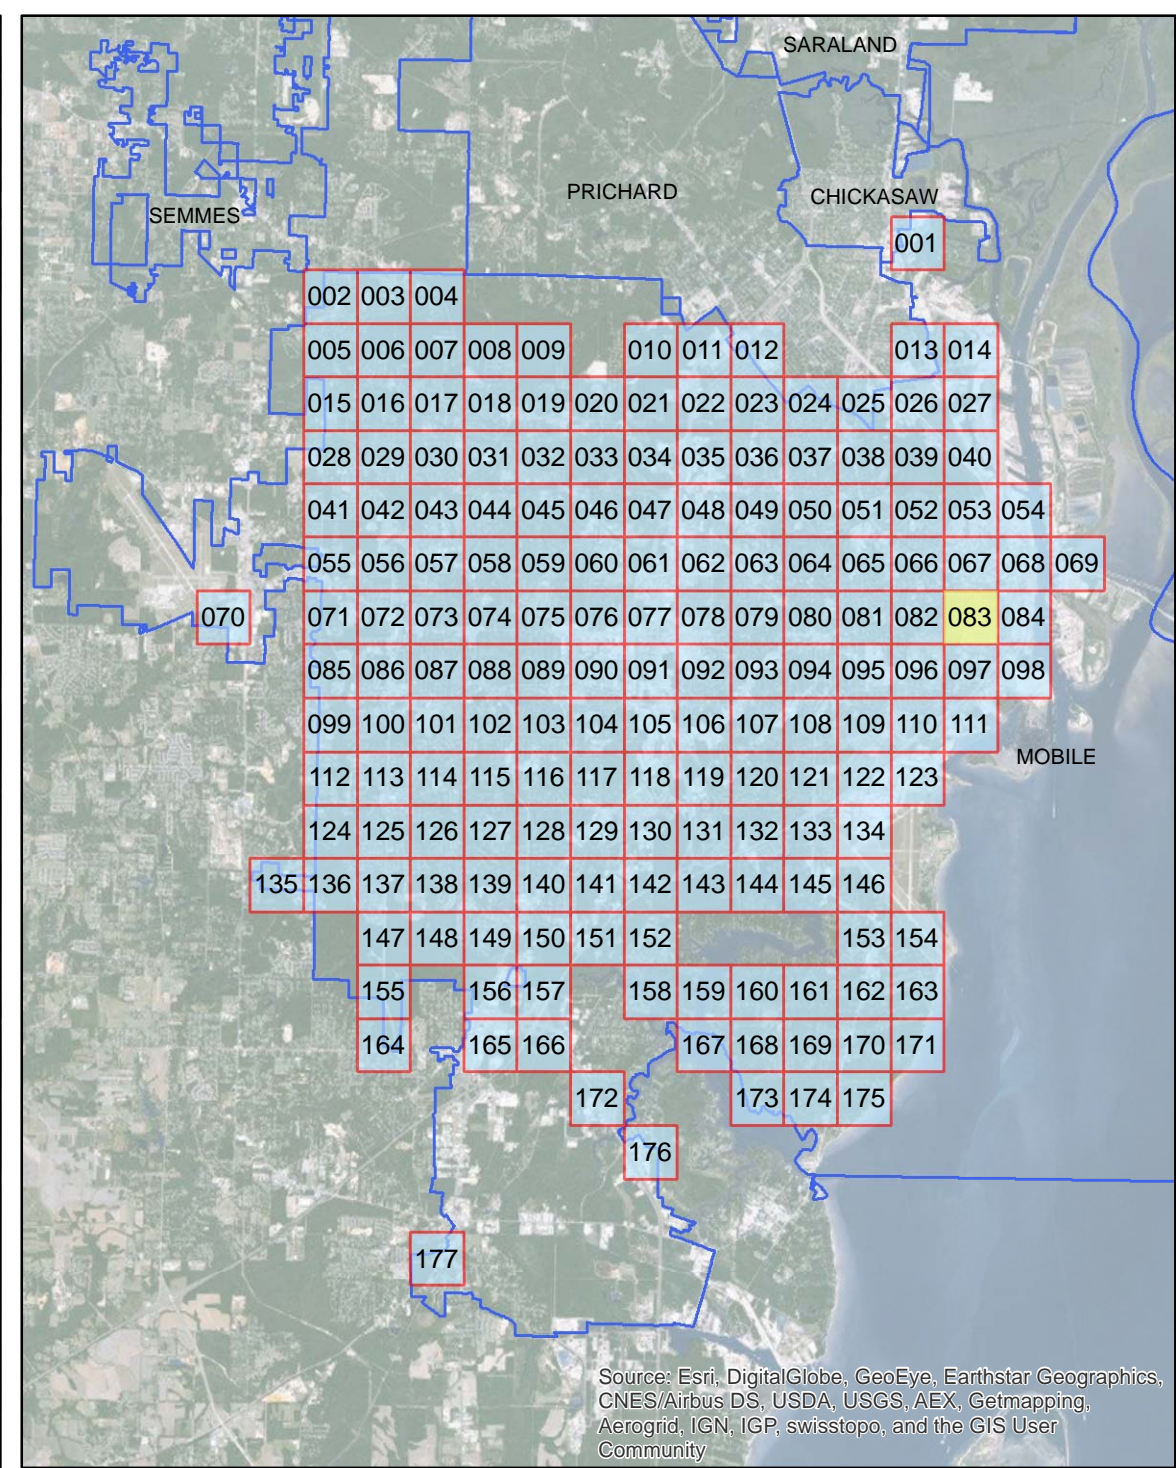 SARALAND
PRICHARD
CHICKASAW
SEMMES
001
002 003 004
005 006 007 008 009 010 011 012 013 014
015 016 017 018 019 020 021 022 023 024 025 026 027
028 029 030 031 032 033 034 035 036 037 038 039 040
041 042 043 044 045 046 047 048 049 050 051 052 053 054
055 056 057 058 059 060 061 062 063 064 065 066 067 068 069
070 071 072 073 074 075 076 077 078 079 080 081 082 083 084
085 086 087 088 089 090 091 092 093 094 095 096 097 098
099 100 101 102 103 104 105 106 107 108 109 110 111
MOBILE
112 113 114 115 116 117 118 119 120 121 122 123
124 125 126 127 128 129 130 131 132 133 134
135 136 137 138 139 140 141 142 143 144 145 146
147 148 149 150 151 152 153 154
155 156 157 158 159 160 161 162 163
164 165 166 167 168 169 170 171
172 173 174 175
176
177
Source: Esri, DigitalGlobe, GeoEye, Earthstar Geographics,
CNES/Airbus DS, USDA, USGS, AEX, Getmapping,
Aerogrid, IGN, IGP, swisstopo, and the GIS User
Community